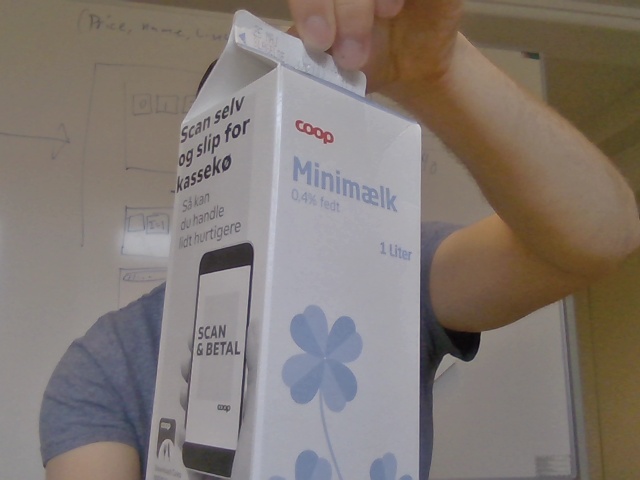 Scan selv
og slip for
kassekø
Så kan
du handle
lidt hurtigere
SCAN
& BETAL
coop
coop
Minimælk
0.4% fedt
1 Liter